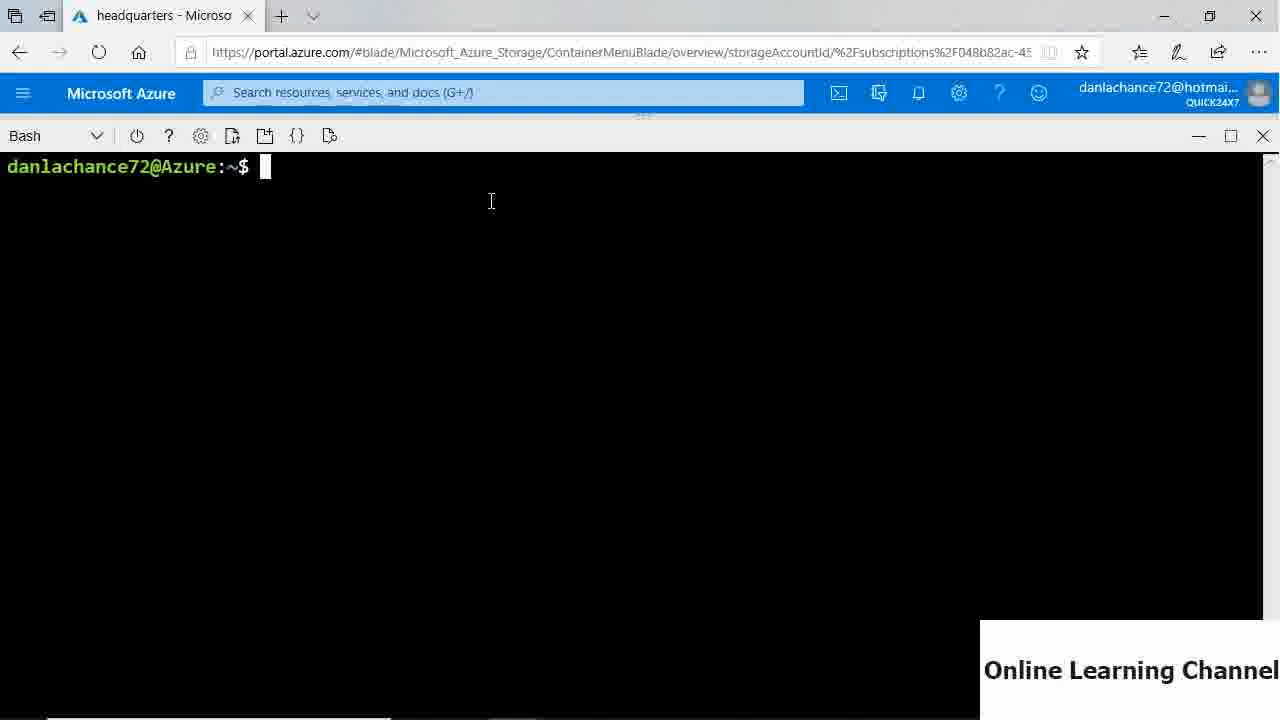 headquarters - Microso
https://portal.azure.com/#blade/Microsoft_Azure_Storage/ContainerMenuBlade/overview/storageAccountId/%2Fsubscriptions%2F048b82ac-45
Microsoft Azure
Search resources, services, and docs (G+/)
danlachance72@hotmai...
QUICK24X7
Bash
danlachance72@Azure:~$
Online Learning Channel